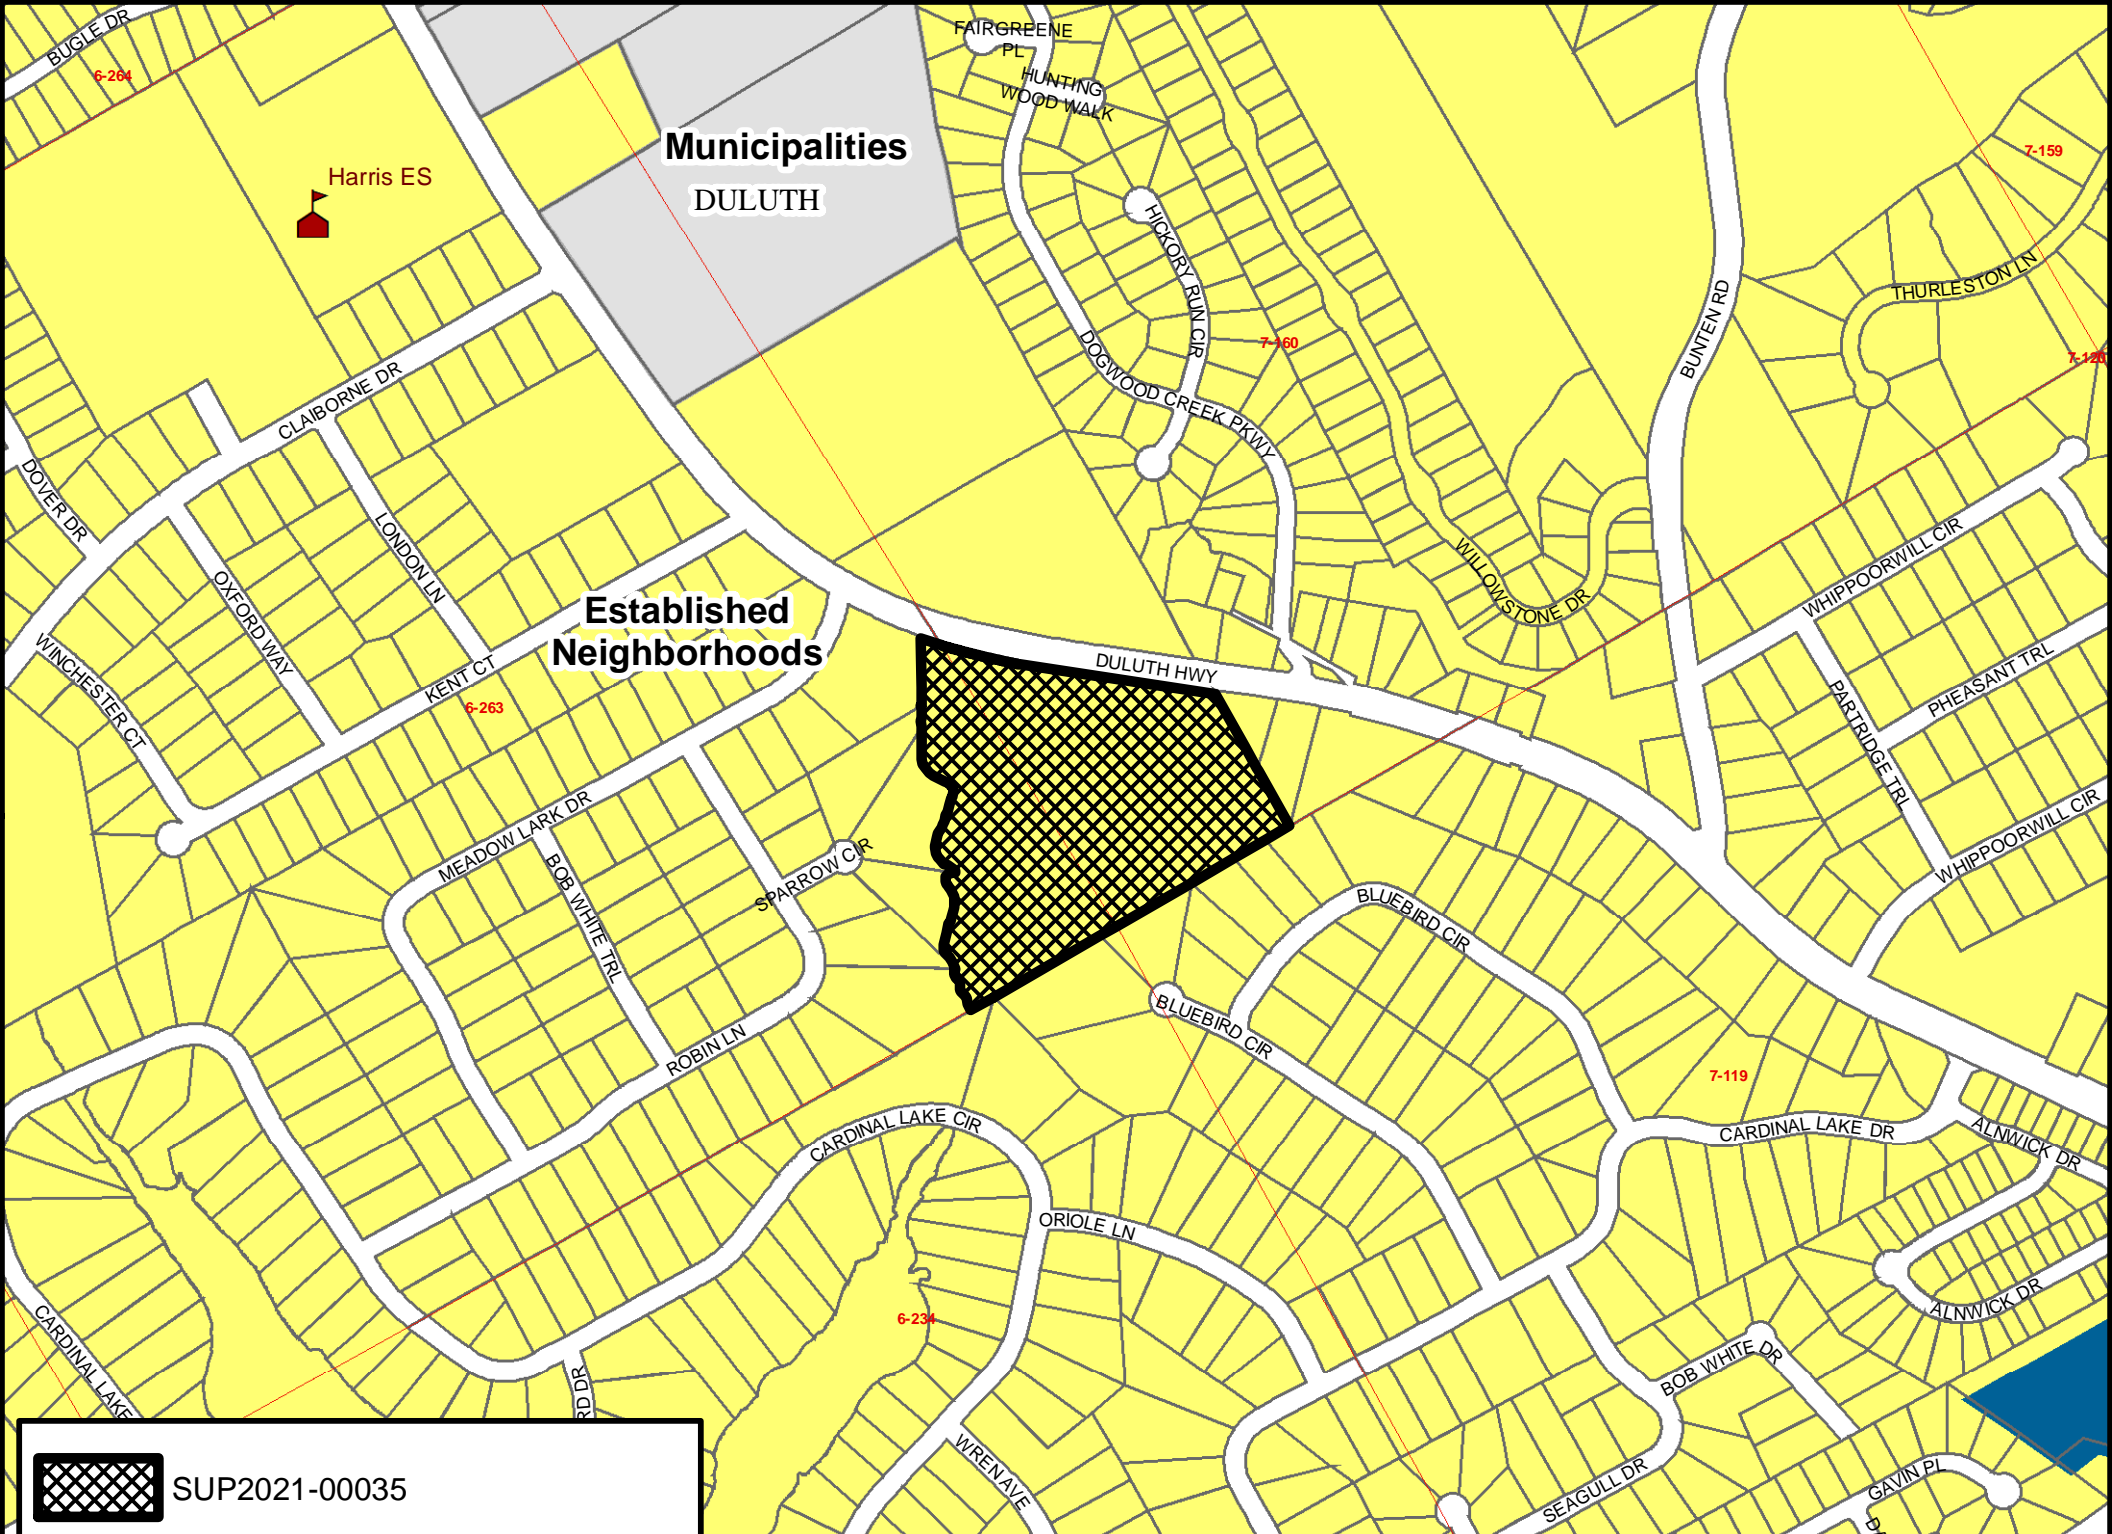 BUGLE DR
6-264
FAIRGREENE
PL
HUNTING
WOOD WALK
Municipalities
DULUTH
Harris ES
7-159
HICKORY RUN CIR
THURLESTON LN
BUNTEN RD
7-160
7-120
DOGWOOD CREEK PKWY
CLAIBORNE DR
DOVER DR
LONDON LN
OXFORD WAY
WILLOWSTONE DR
WHIPPOORWILL CIR
Established
Neighborhoods
WINCHESTER CT
KENT CT
6-263
DULUTH HWY
PARTRIDGE TRL
PHEASANT TRL
MEADOW LARK DR
BOB WHITE TRL
SPARROW CIR
WHIPPOORWILL CIR
BLUEBIRD CIR
BLUEBIRD CIR
ROBIN LN
7-119
CARDINAL LAKE CIR
CARDINAL LAKE DR
ALNWICK DR
ORIOLE LN
ALNWICK DR
6-234
CARDINAL LAKE
RD DR
BOB WHITE DR
WREN AVE
SEAGULL DR
GAVIN PL
SUP2021-00035